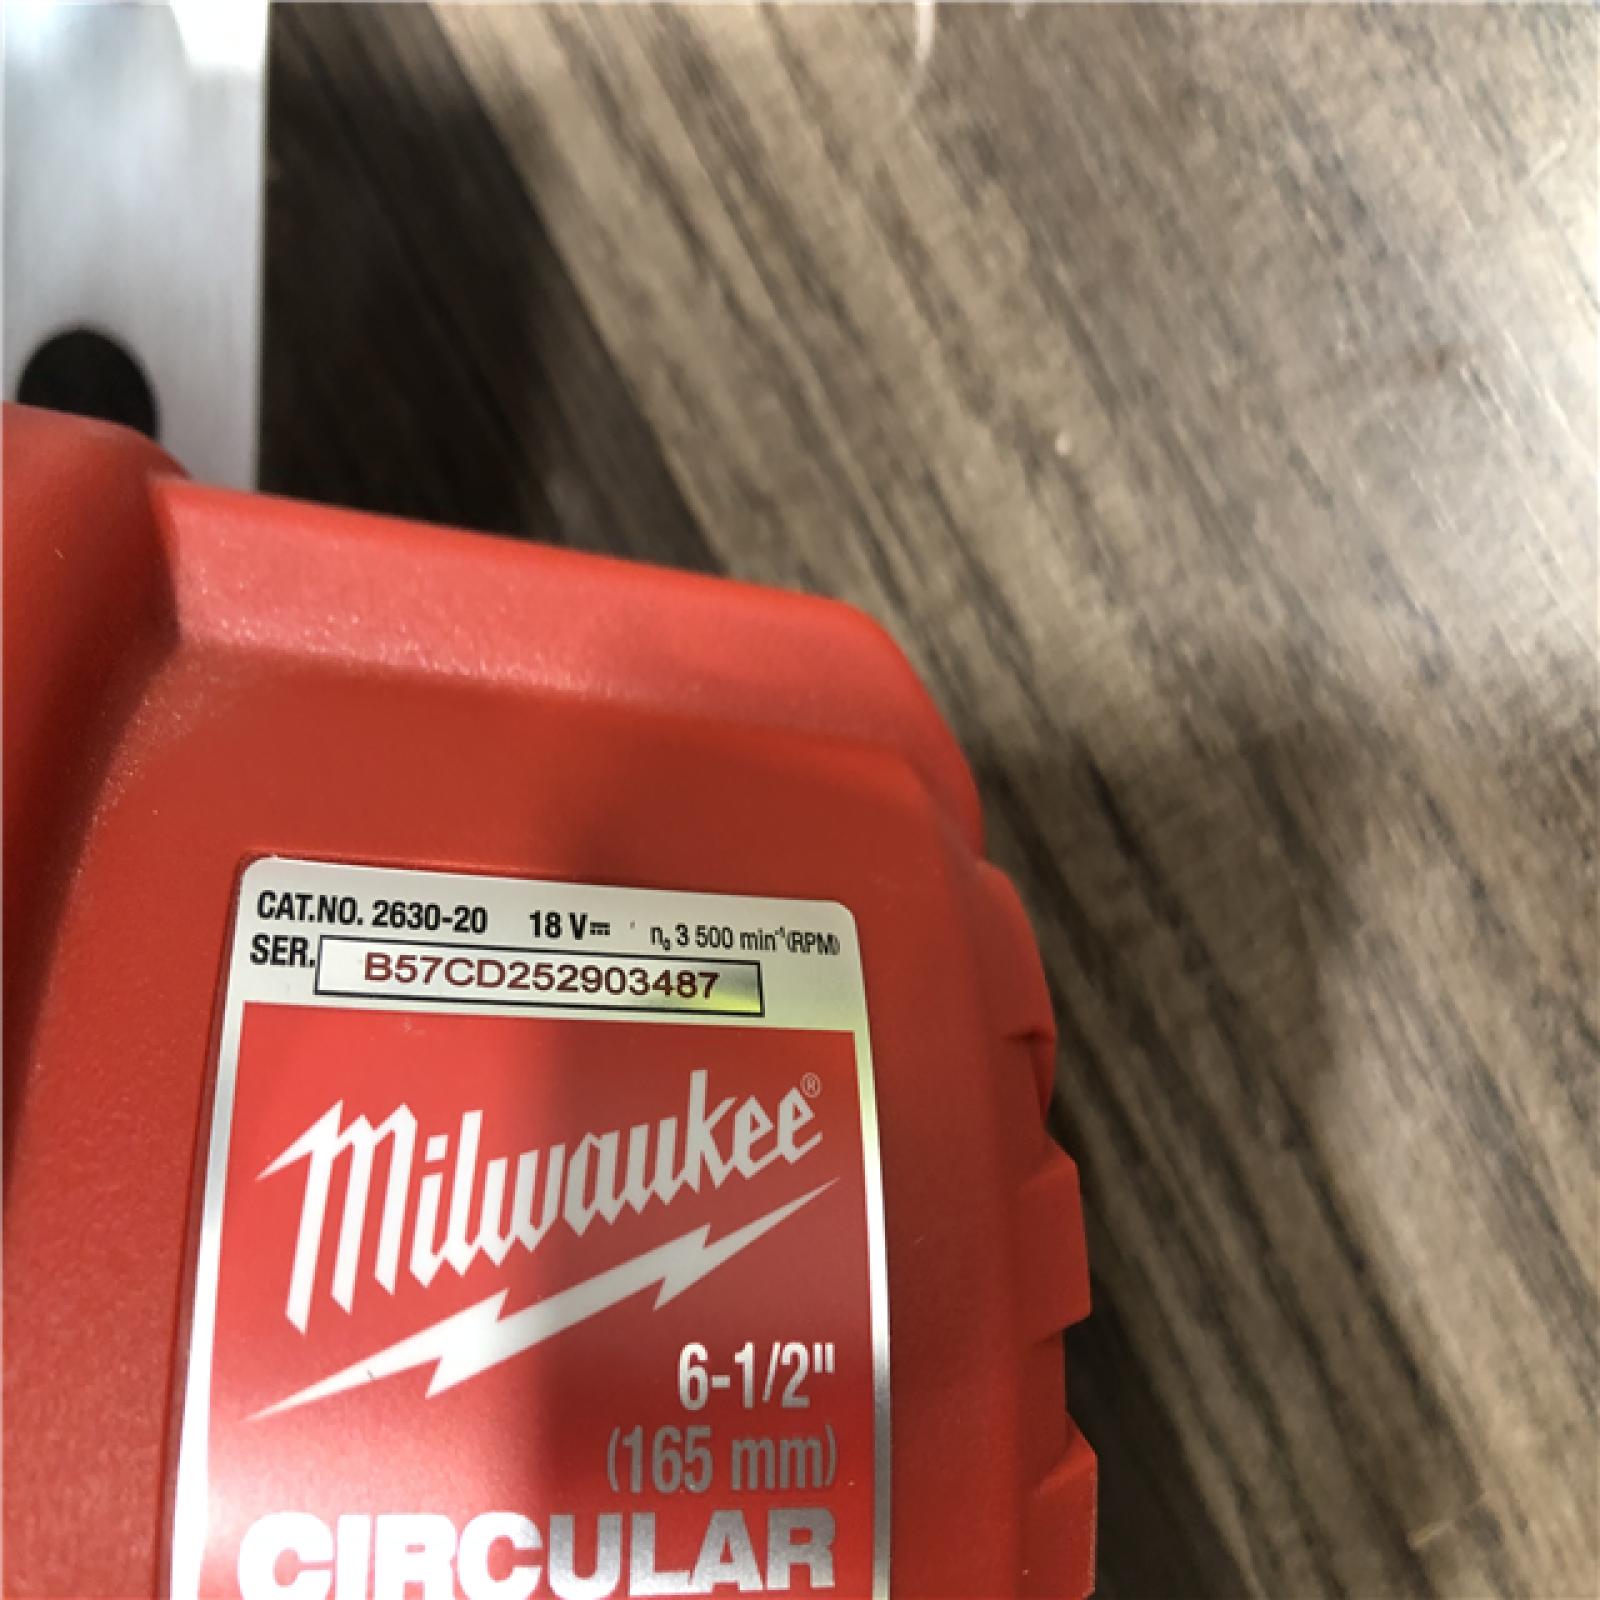 CAT.NO. 2630-20 18 V⎓ n₀ 3 500 min⁻¹(RPM)
SER. B57CD252903487
Milwaukee®
6-1/2"
(165 mm)
CIRCULAR